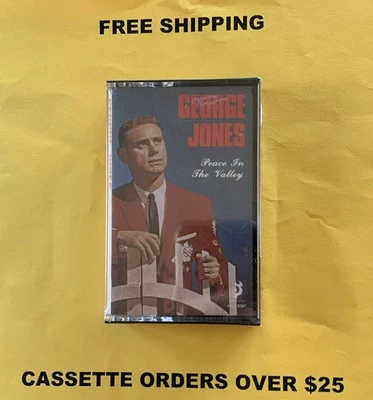 FREE SHIPPING
GEORGE
JONES
Peace In
The Valley
CASSETTE ORDERS OVER $25